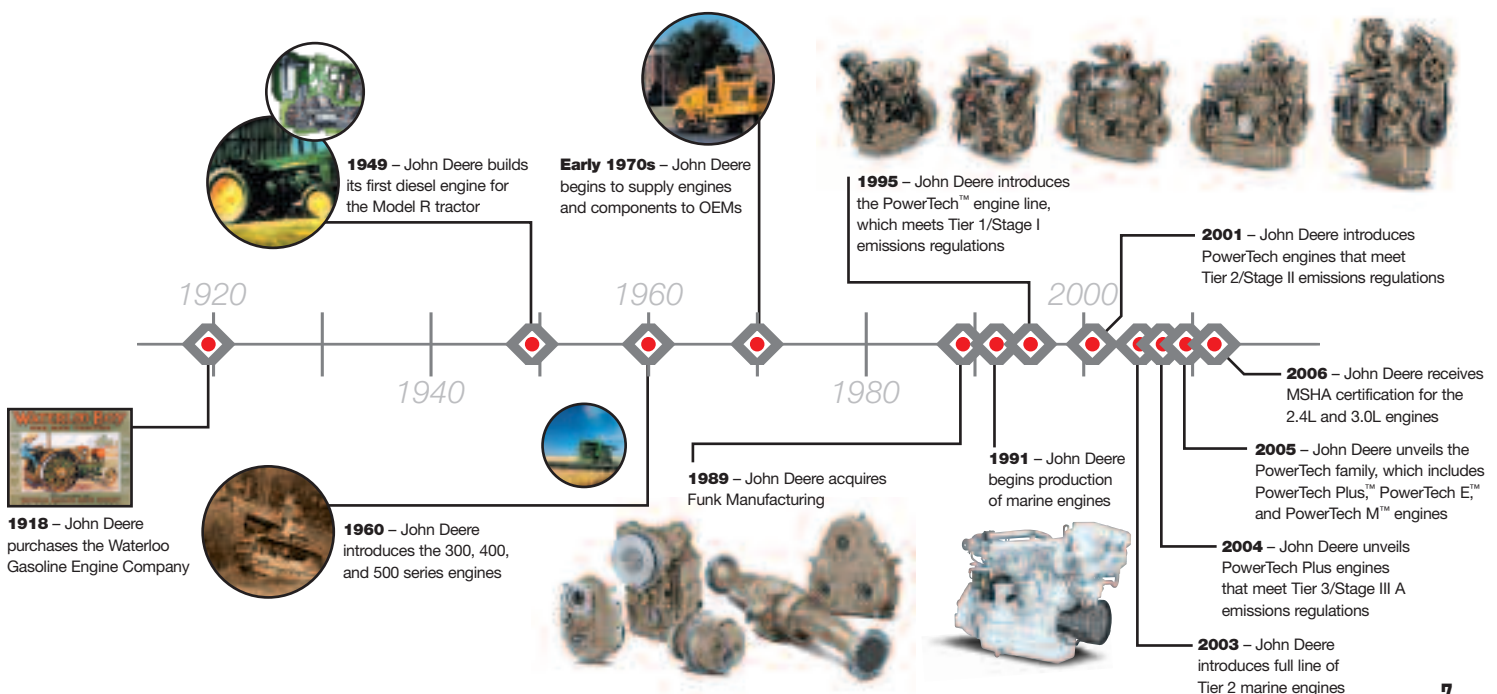 1949 – John Deere builds
its first diesel engine for
the Model R tractor
Early 1970s – John Deere
begins to supply engines
and components to OEMs
1995 – John Deere introduces
the PowerTech™ engine line,
which meets Tier 1/Stage I
emissions regulations
2001 – John Deere introduces
PowerTech engines that meet
Tier 2/Stage II emissions regulations
1920
1960
2000
1940
1980
WATERLOO BOY
1918 – John Deere
purchases the Waterloo
Gasoline Engine Company
1960 – John Deere
introduces the 300, 400,
and 500 series engines
1989 – John Deere acquires
Funk Manufacturing
1991 – John Deere
begins production
of marine engines
2006 – John Deere receives
MSHA certification for the
2.4L and 3.0L engines
2005 – John Deere unveils the
PowerTech family, which includes
PowerTech Plus,™ PowerTech E,™
and PowerTech M™ engines
2004 – John Deere unveils
PowerTech Plus engines
that meet Tier 3/Stage III A
emissions regulations
2003 – John Deere
introduces full line of
Tier 2 marine engines
7